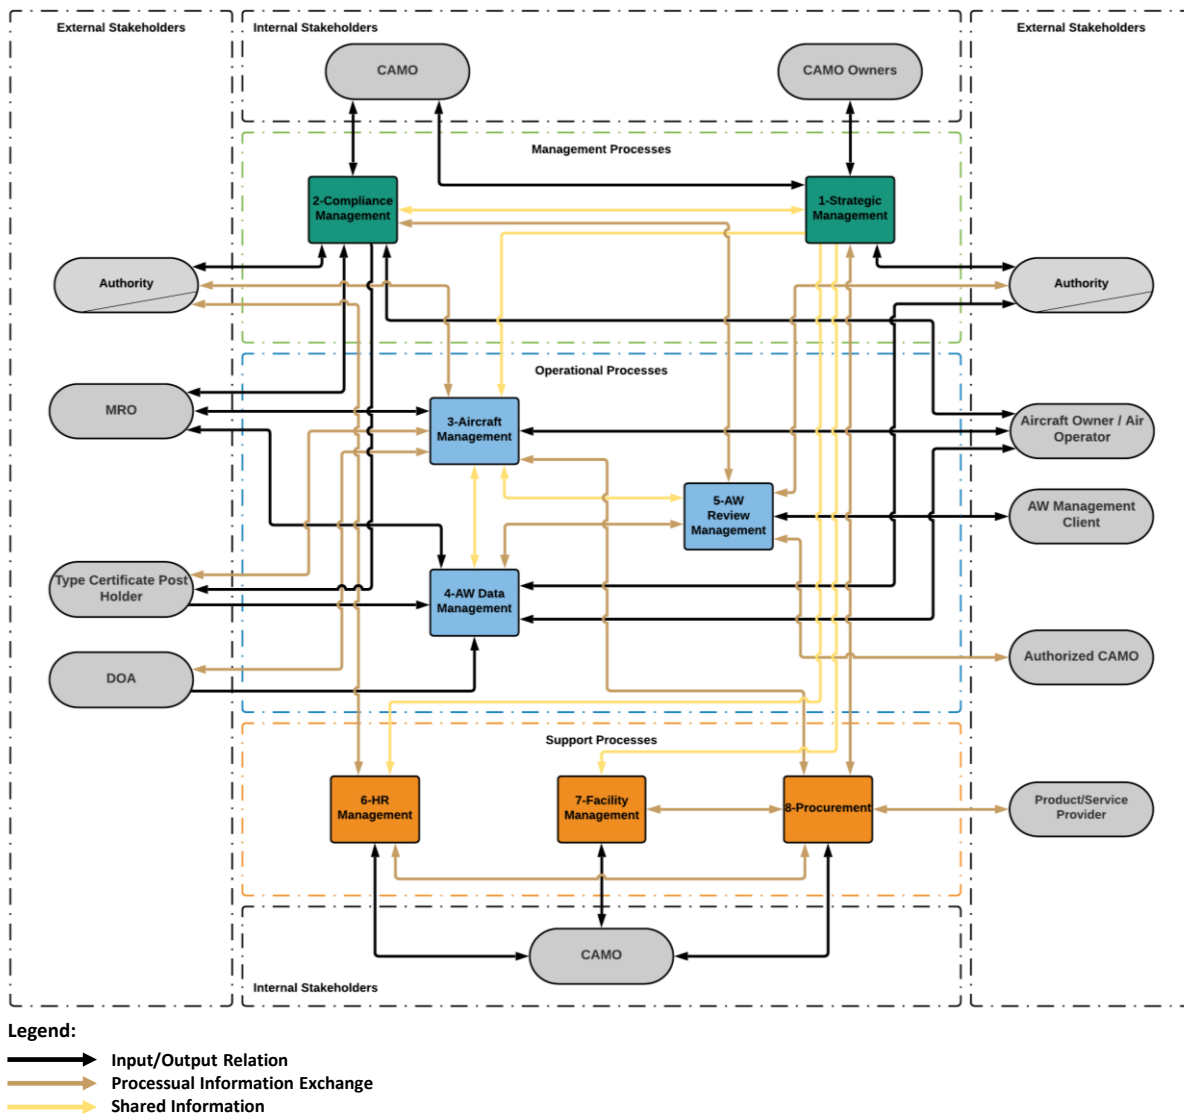 External Stakeholders
Internal Stakeholders
External Stakeholders
CAMO
CAMO Owners
Management Processes
2-Compliance
Management
1-Strategic
Management
Authority
Authority
Operational Processes
MRO
3-Aircraft
Management
Aircraft Owner / Air
Operator
5-AW
Review
Management
AW Management
Client
Type Certificate Post
Holder
4-AW Data
Management
DOA
Authorized CAMO
Support Processes
6-HR
Management
7-Facility
Management
8-Procurement
Product/Service
Provider
CAMO
Internal Stakeholders
Legend:
Input/Output Relation
Processual Information Exchange
Shared Information